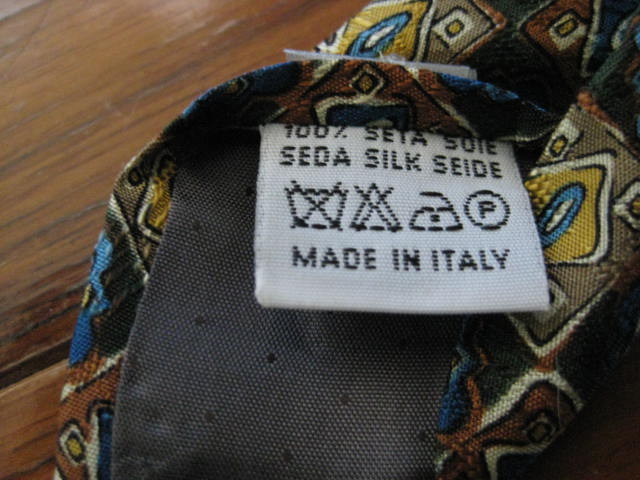 100% SETA SOIE
SEDA SILK SEIDE
P
MADE IN ITALY